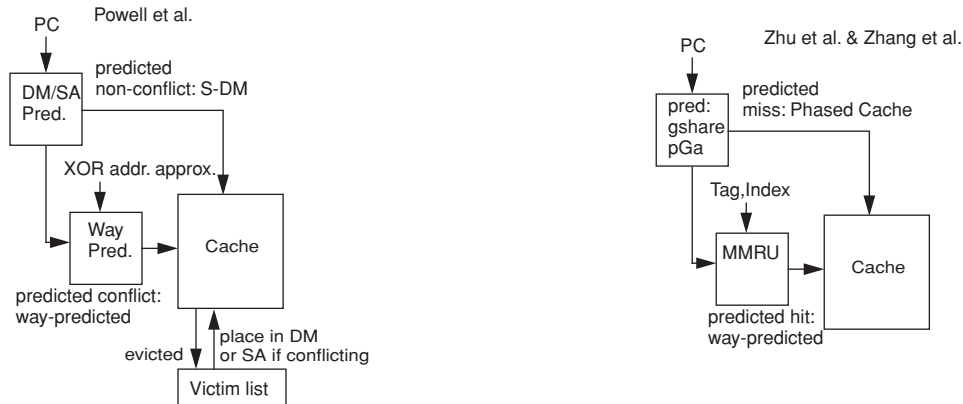 Powell et al.
PC
DM/SA
Pred.
predicted
non-conflict: S-DM
XOR addr. approx.
Way
Pred.
Cache
predicted conflict:
way-predicted
evicted
place in DM
or SA if conflicting
Victim list
Zhu et al. & Zhang et al.
PC
pred:
gshare
pGa
predicted
miss: Phased Cache
Tag,Index
MMRU
Cache
predicted hit:
way-predicted